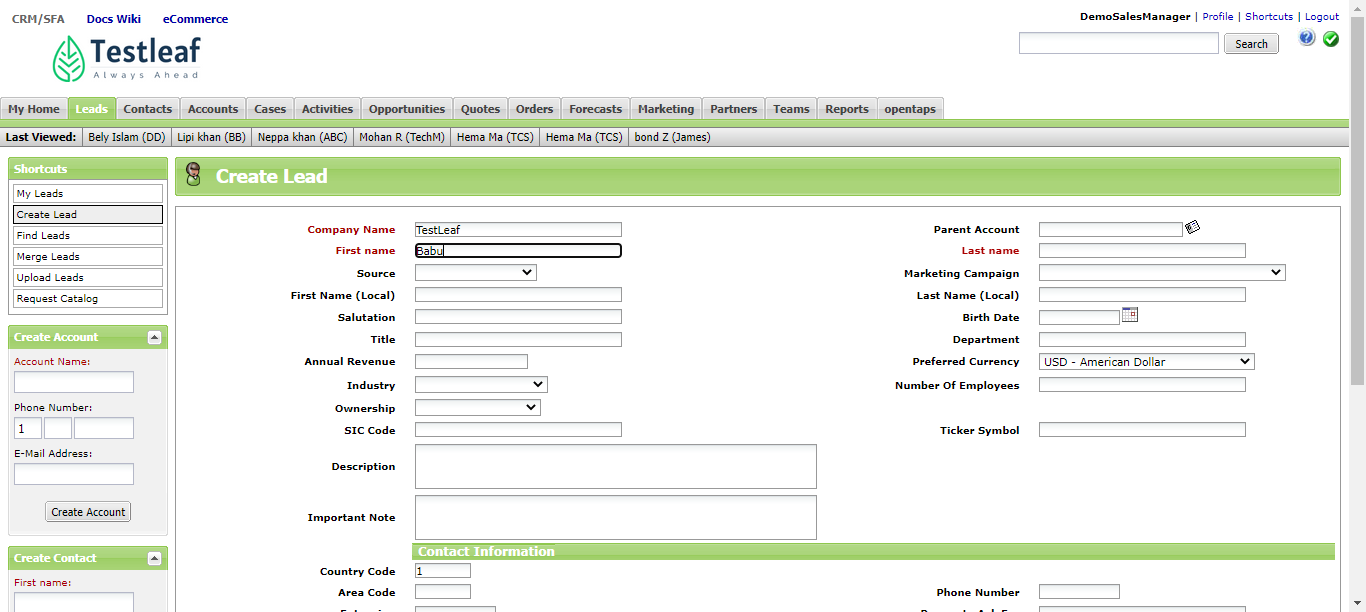 CRM/SFA Docs Wiki eCommerce
DemoSalesManager | Profile | Shortcuts | Logout
Testleaf
Always Ahead
Search
My Home Leads Contacts Accounts Cases Activities Opportunities Quotes Orders Forecasts Marketing Partners Teams Reports opentaps
Last Viewed: Bely Islam (DD) Lipi khan (BB) Neppa khan (ABC) Mohan R (TechM) Hema Ma (TCS) Hema Ma (TCS) bond Z (James)
Shortcuts
My Leads
Create Lead
Find Leads
Merge Leads
Upload Leads
Request Catalog
Create Account
Account Name:
Phone Number:
1
E-Mail Address:
Create Account
Create Contact
First name:
Create Lead
Company Name TestLeaf Parent Account
First name Babu Last name
Source Marketing Campaign
First Name (Local) Last Name (Local)
Salutation Birth Date
Title Department
Annual Revenue Preferred Currency USD - American Dollar
Industry Number Of Employees
Ownership
SIC Code Ticker Symbol
Description
Important Note
Contact Information
Country Code 1
Area Code Phone Number